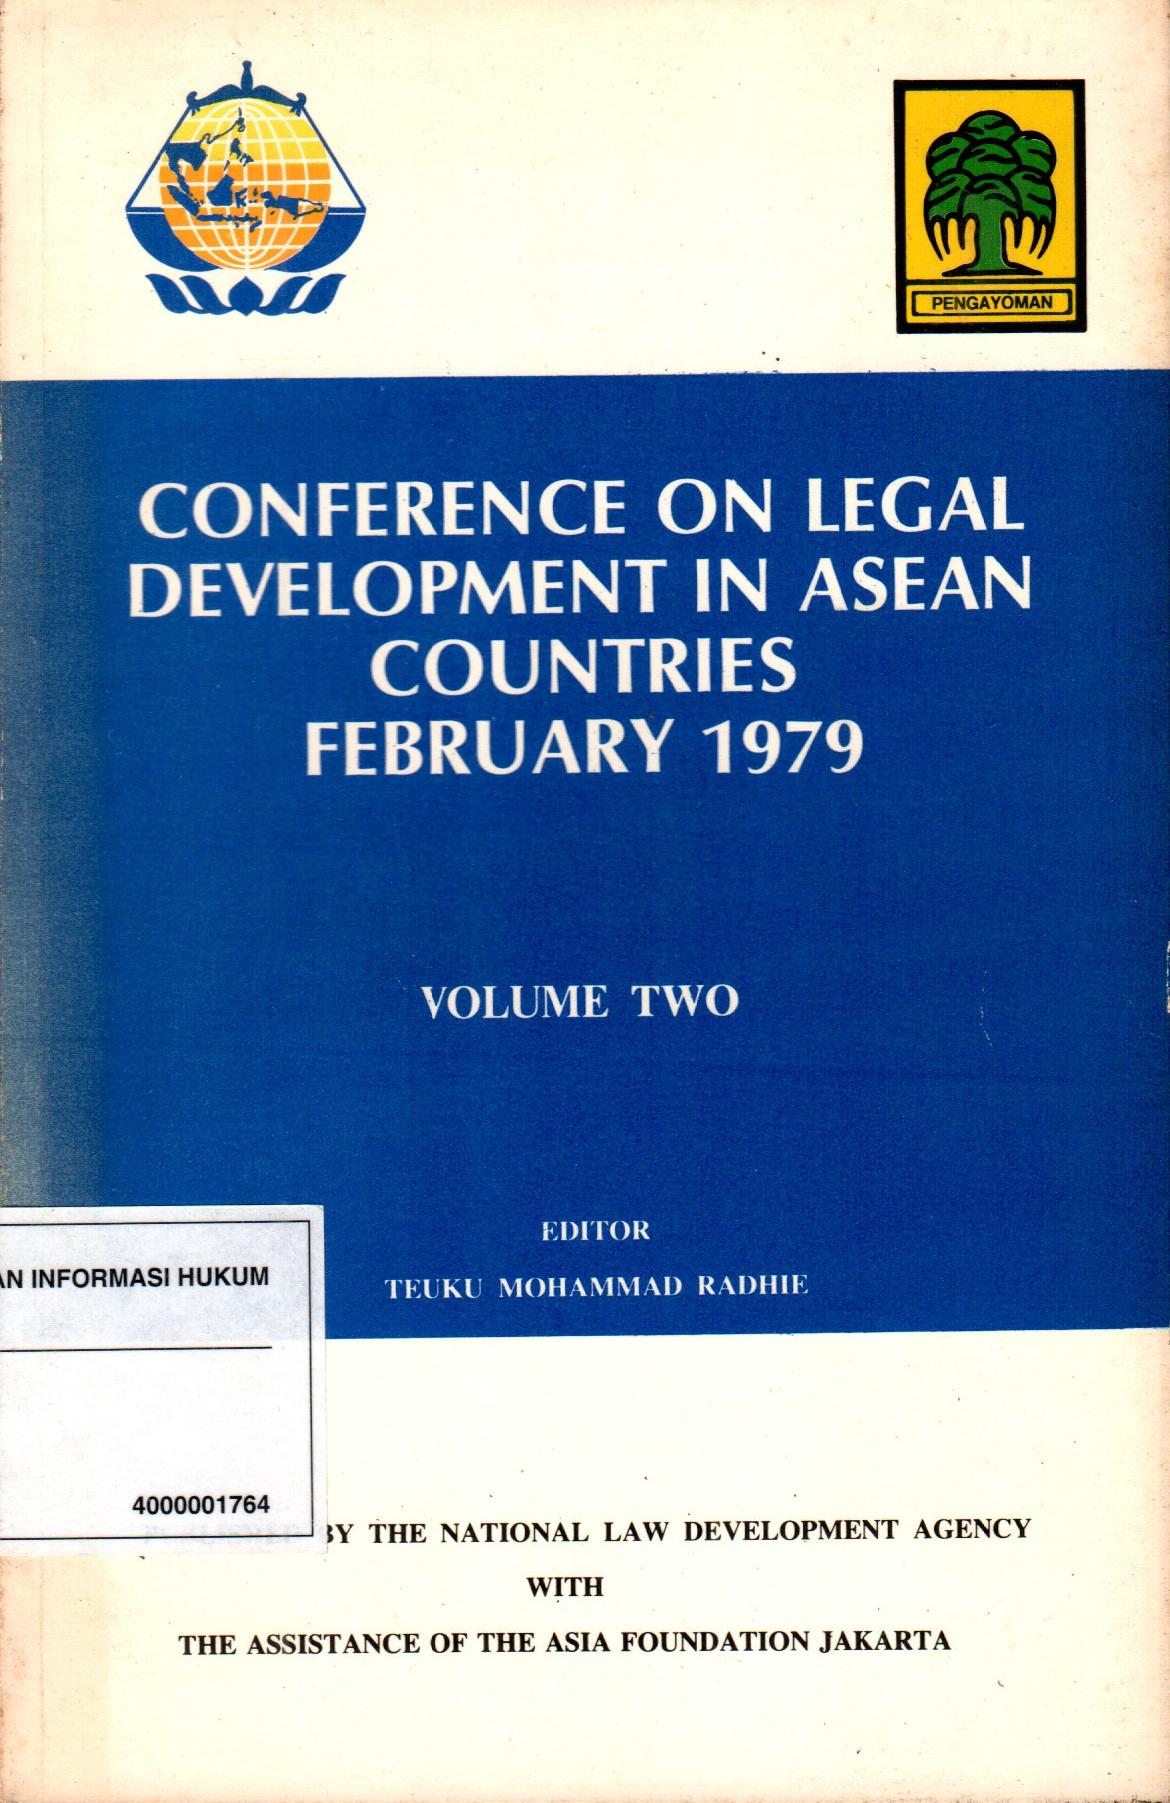 PENGAYOMAN
CONFERENCE ON LEGAL
DEVELOPMENT IN ASEAN
COUNTRIES
FEBRUARY 1979
VOLUME TWO
EDITOR
TEUKU MOHAMMAD RADHIE
AN INFORMASI HUKUM
4000001764
BY THE NATIONAL LAW DEVELOPMENT AGENCY
WITH
THE ASSISTANCE OF THE ASIA FOUNDATION JAKARTA